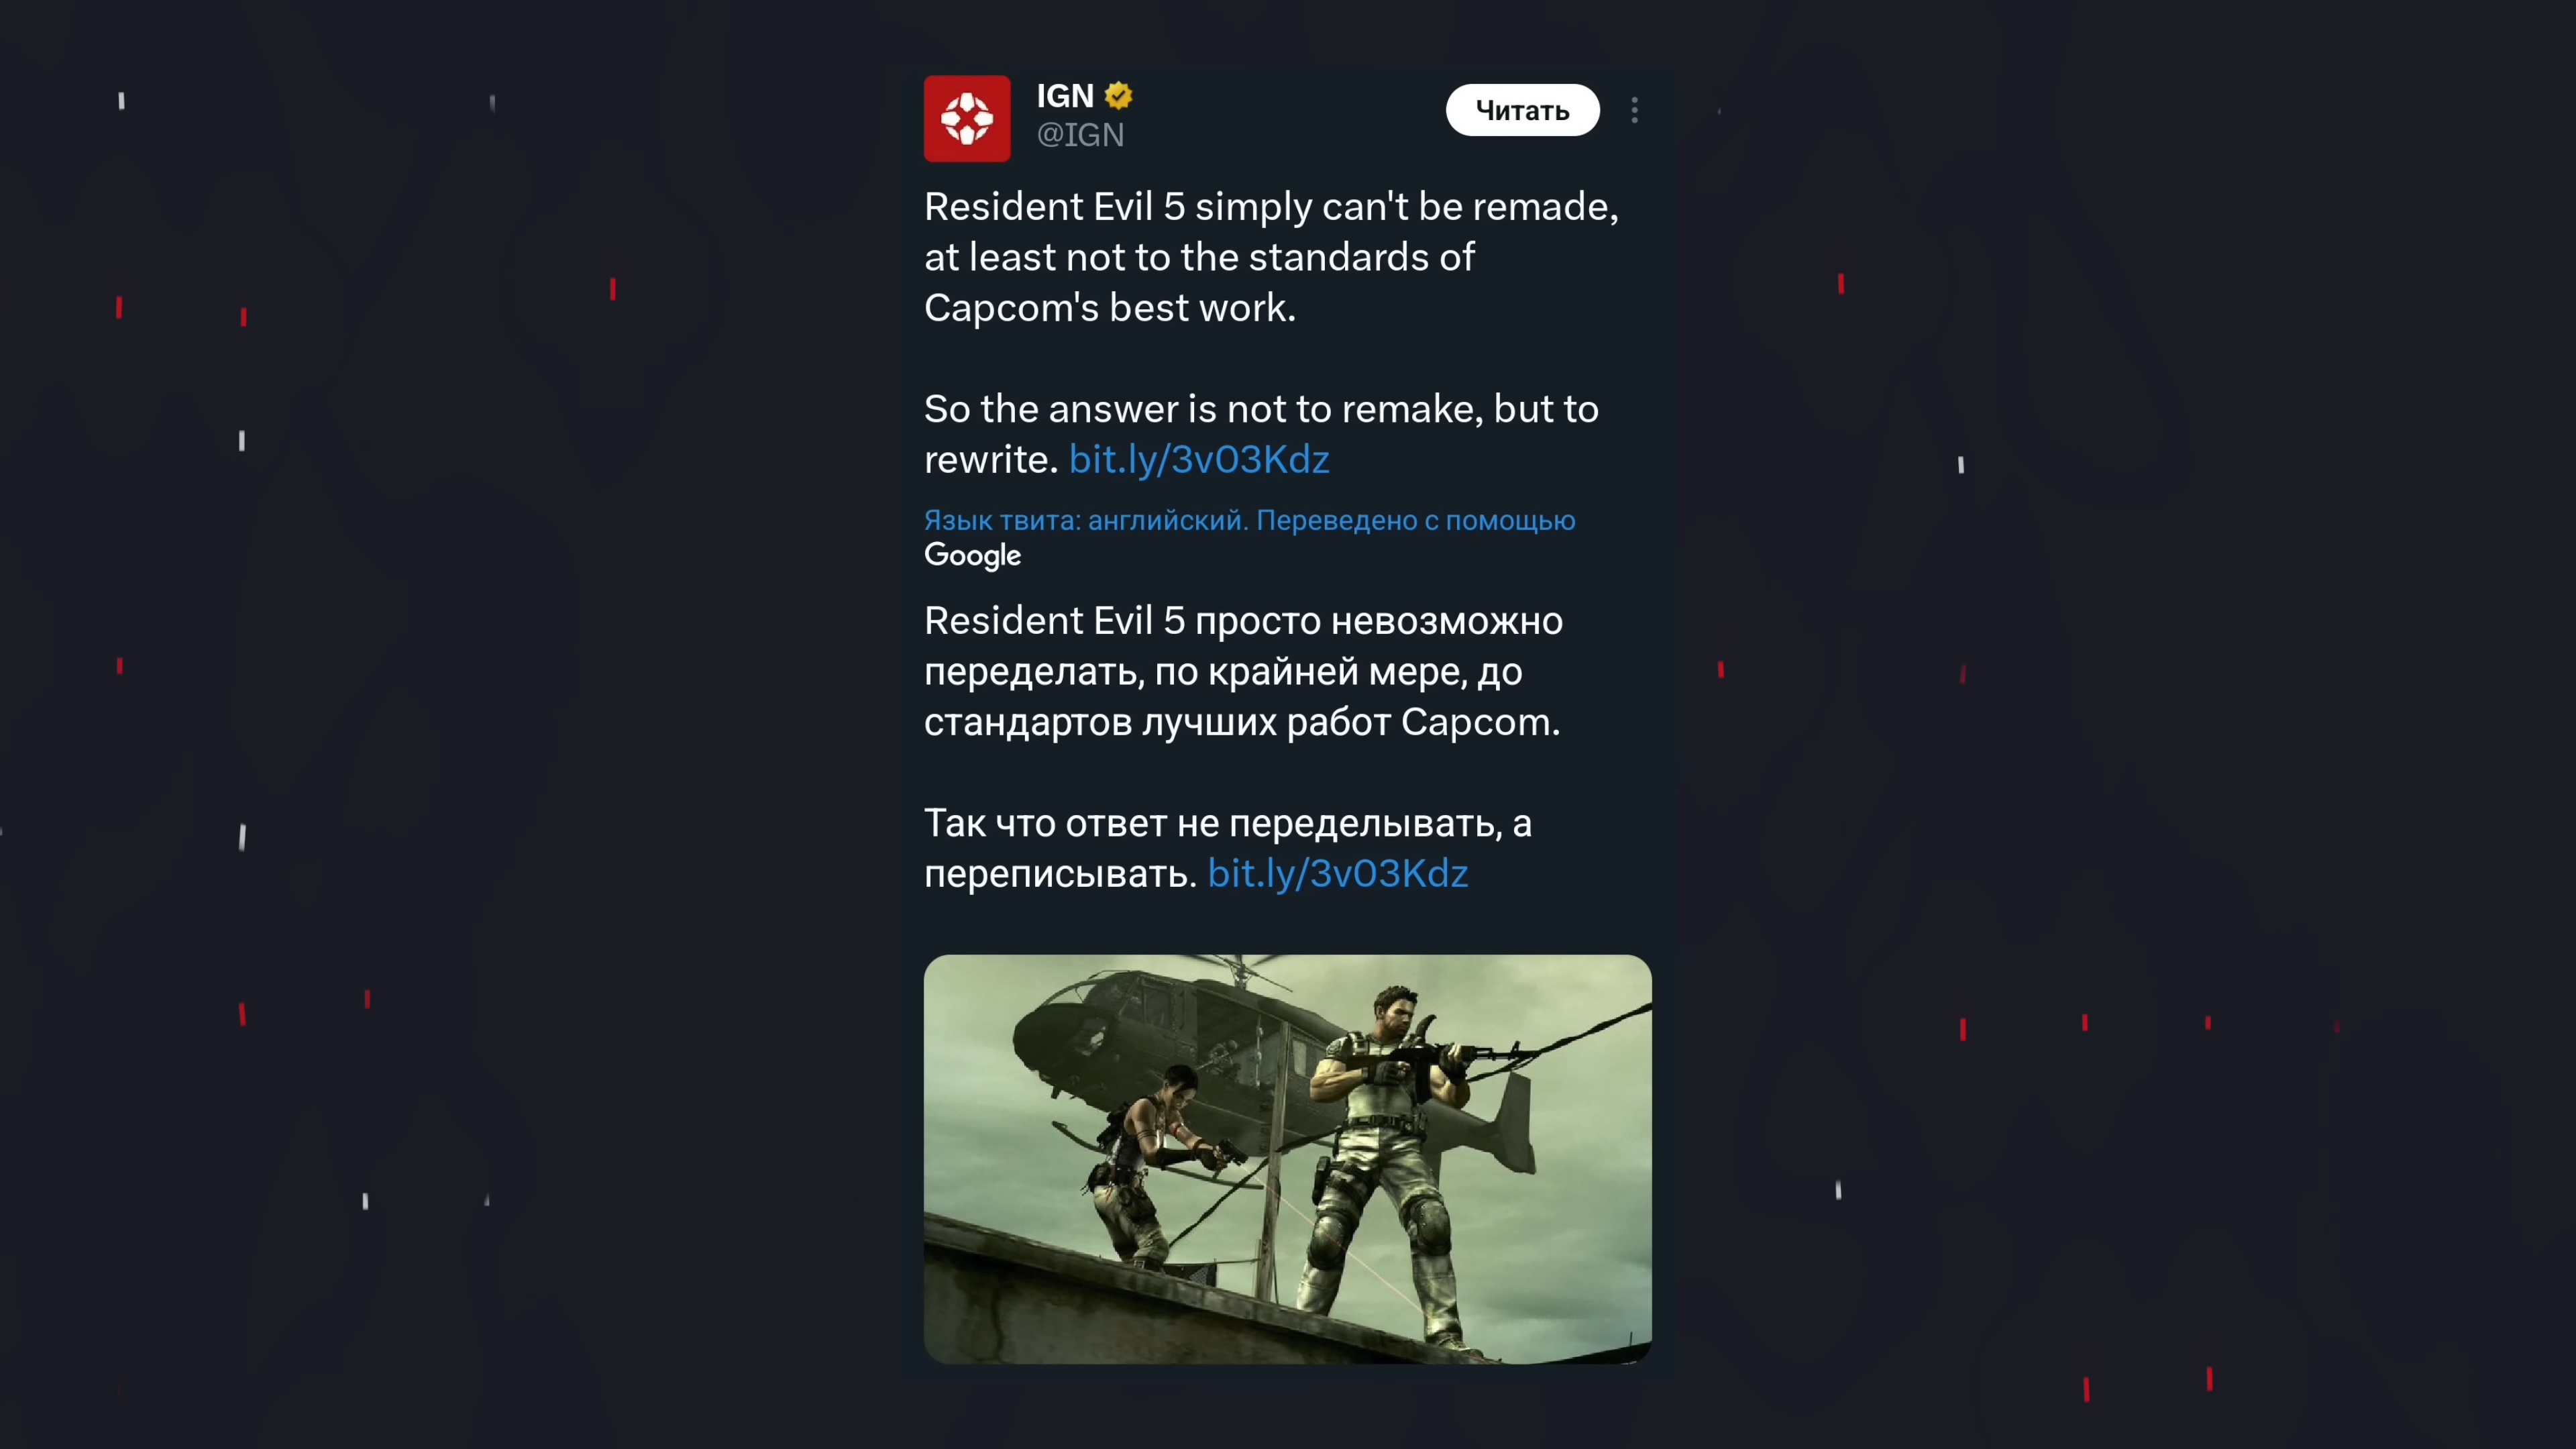 IGN
@IGN
Читать
Resident Evil 5 simply can't be remade,
at least not to the standards of
Capcom's best work.
So the answer is not to remake, but to
rewrite. bit.ly/3v03Kdz
Язык твита: английский. Переведено с помощью
Google
Resident Evil 5 просто невозможно
переделать, по крайней мере, до
стандартов лучших работ Capcom.
Так что ответ не переделывать, а
переписывать. bit.ly/3v03Kdz